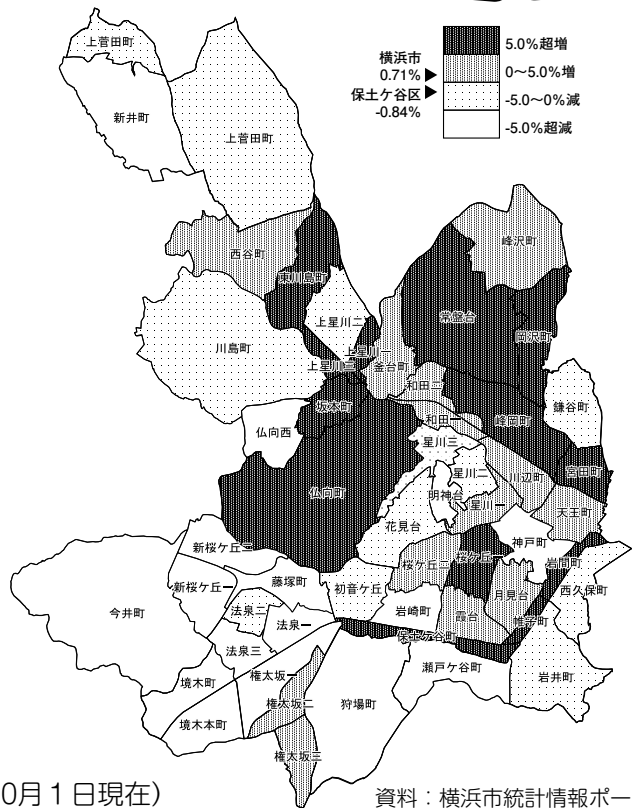 横浜市
0.71%
保土ケ谷区
-0.84%
5.0%超増
0～5.0%増
-5.0～0%減
-5.0%超減
上菅田町
新井町
上菅田町
西谷町
東川島町
峰沢町
常盤台
岡沢町
上星川二
上星川一
上星川三
釜台町
川島町
和田二
和田一
鎌谷町
坂本町
峰岡町
仏向西
星川三
宮田町
星川二
川辺町
仏向町
明神台
星川一
天王町
花見台
神戸町
新桜ケ丘二
桜ケ丘一
岩間町
桜ケ丘二
新桜ケ丘一
藤塚町
初音ケ丘
月見台
西久保町
今井町
法泉二
法泉一
岩崎町
霞台
帷子町
保土ケ谷町
法泉三
瀬戸ケ谷町
岩井町
境木町
権太坂一
権太坂二
狩場町
境木本町
権太坂三
0月１日現在）
資料：横浜市統計情報ポー